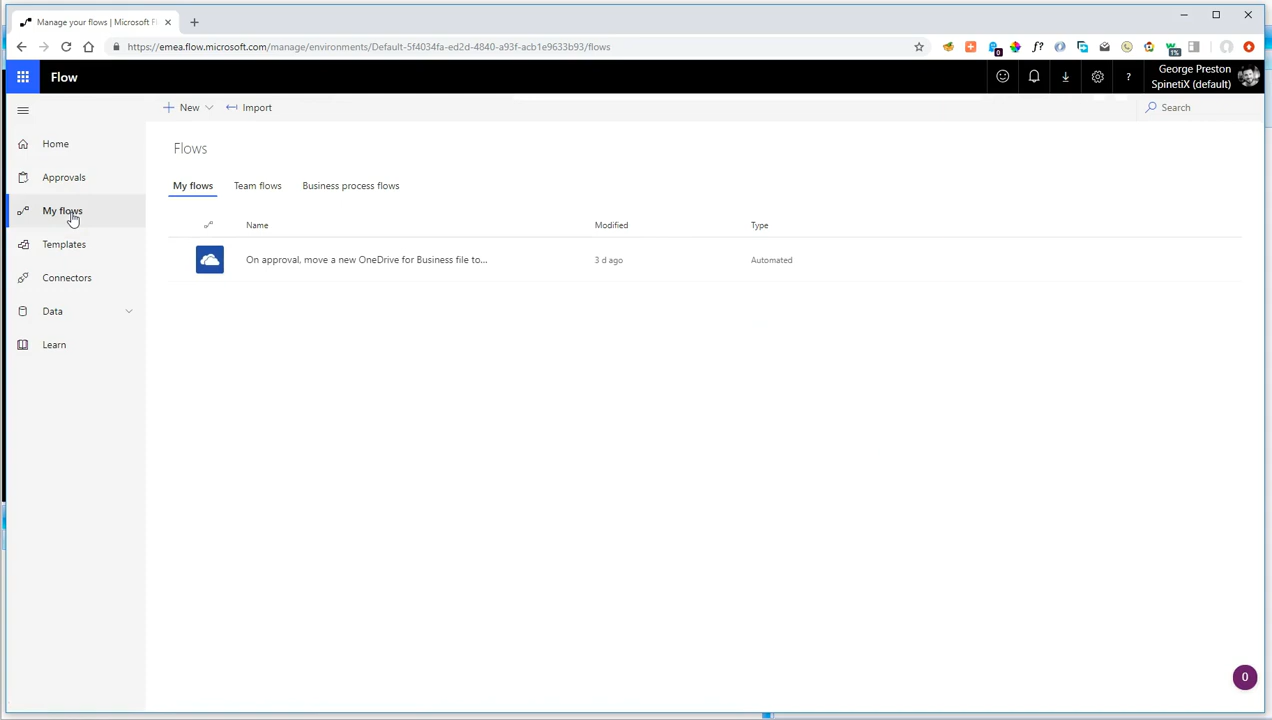 Manage your flows | Microsoft Fl
https://emea.flow.microsoft.com/manage/environments/Default-5f4034fa-ed2d-4840-a93f-acb1e9633b93/flows
f?
0
1%
Flow
?
George Preston
SpinetiX (default)
New
Import
Search
Home
Approvals
My flows
Templates
Connectors
Data
Learn
Flows
My flows Team flows Business process flows
Name Modified Type
On approval, move a new OneDrive for Business file to... 3 d ago Automated
0